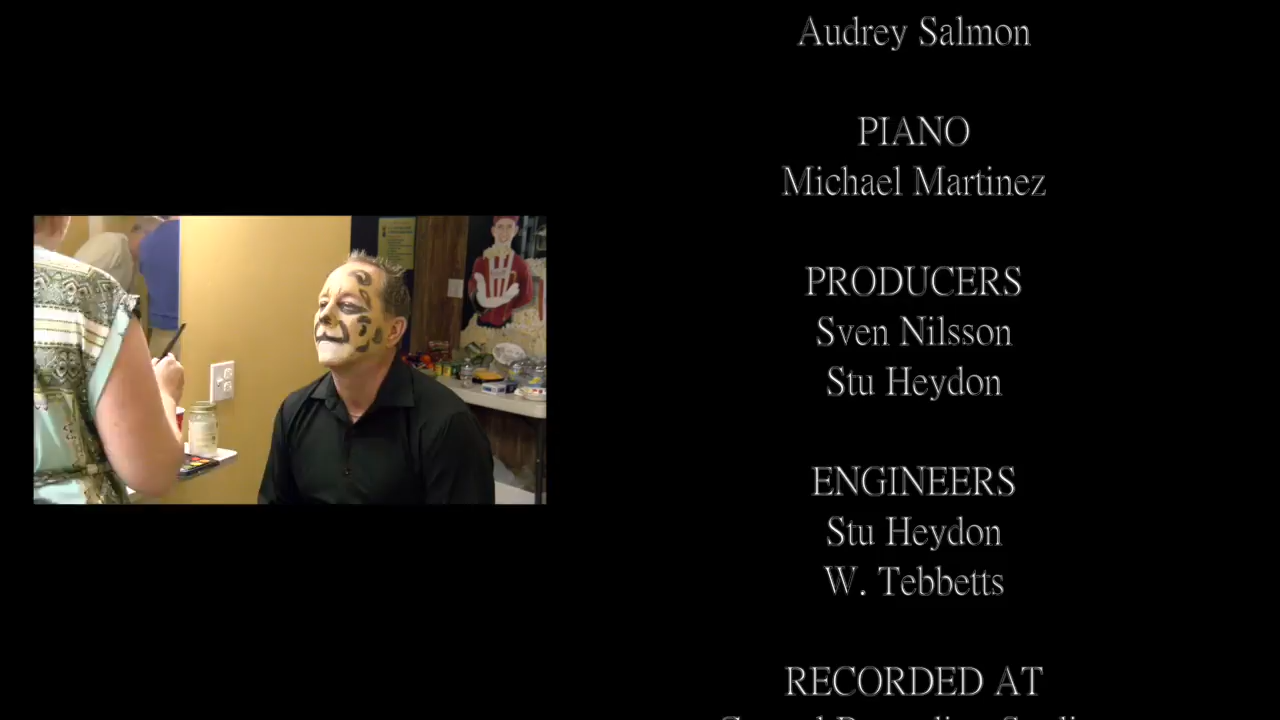 Audrey Salmon
PIANO
Michael Martinez
PRODUCERS
Sven Nilsson
Stu Heydon
ENGINEERS
Stu Heydon
W. Tebbetts
RECORDED AT